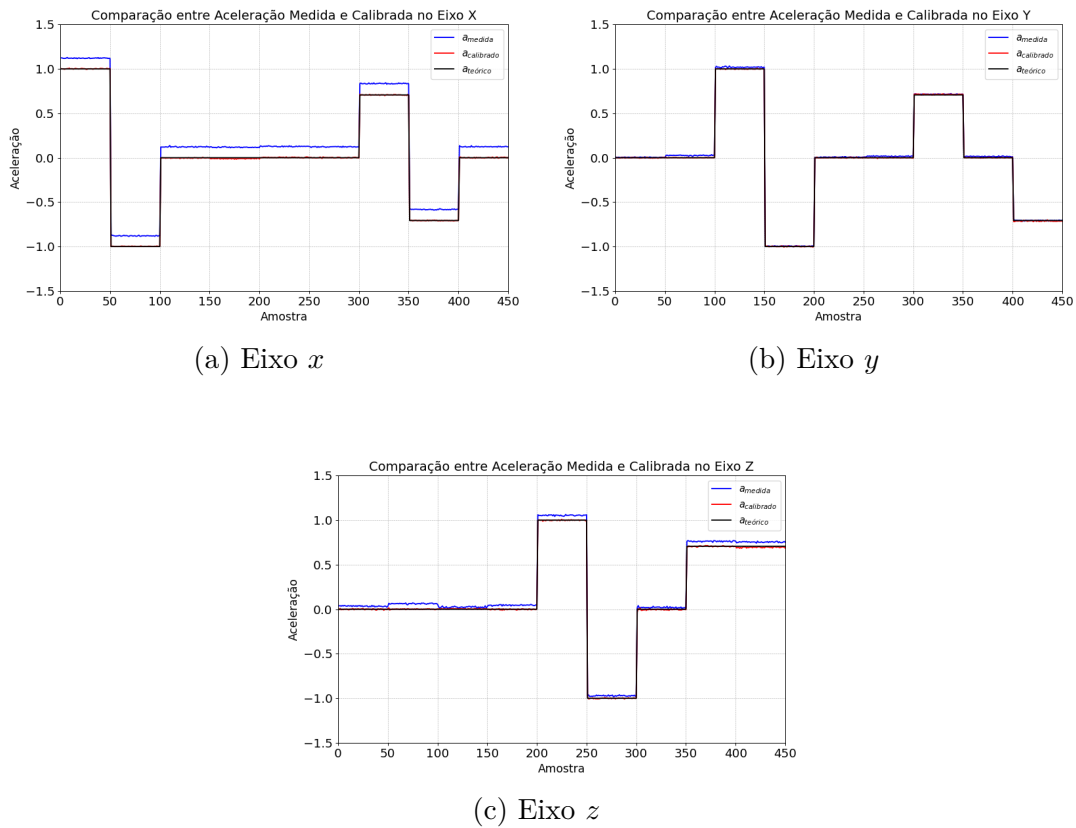 Comparação entre Aceleração Medida e Calibrada no Eixo X
1.5
1.0
0.5
0.0
−0.5
−1.0
−1.5
Aceleração
a_medida
a_calibrado
a_teórico
0 50 100 150 200 250 300 350 400 450
Amostra
(a) Eixo x
Comparação entre Aceleração Medida e Calibrada no Eixo Y
1.5
1.0
0.5
0.0
−0.5
−1.0
−1.5
Aceleração
a_medida
a_calibrado
a_teórico
0 50 100 150 200 250 300 350 400 450
Amostra
(b) Eixo y
Comparação entre Aceleração Medida e Calibrada no Eixo Z
1.5
1.0
0.5
0.0
−0.5
−1.0
−1.5
Aceleração
a_medida
a_calibrado
a_teórico
0 50 100 150 200 250 300 350 400 450
Amostra
(c) Eixo z